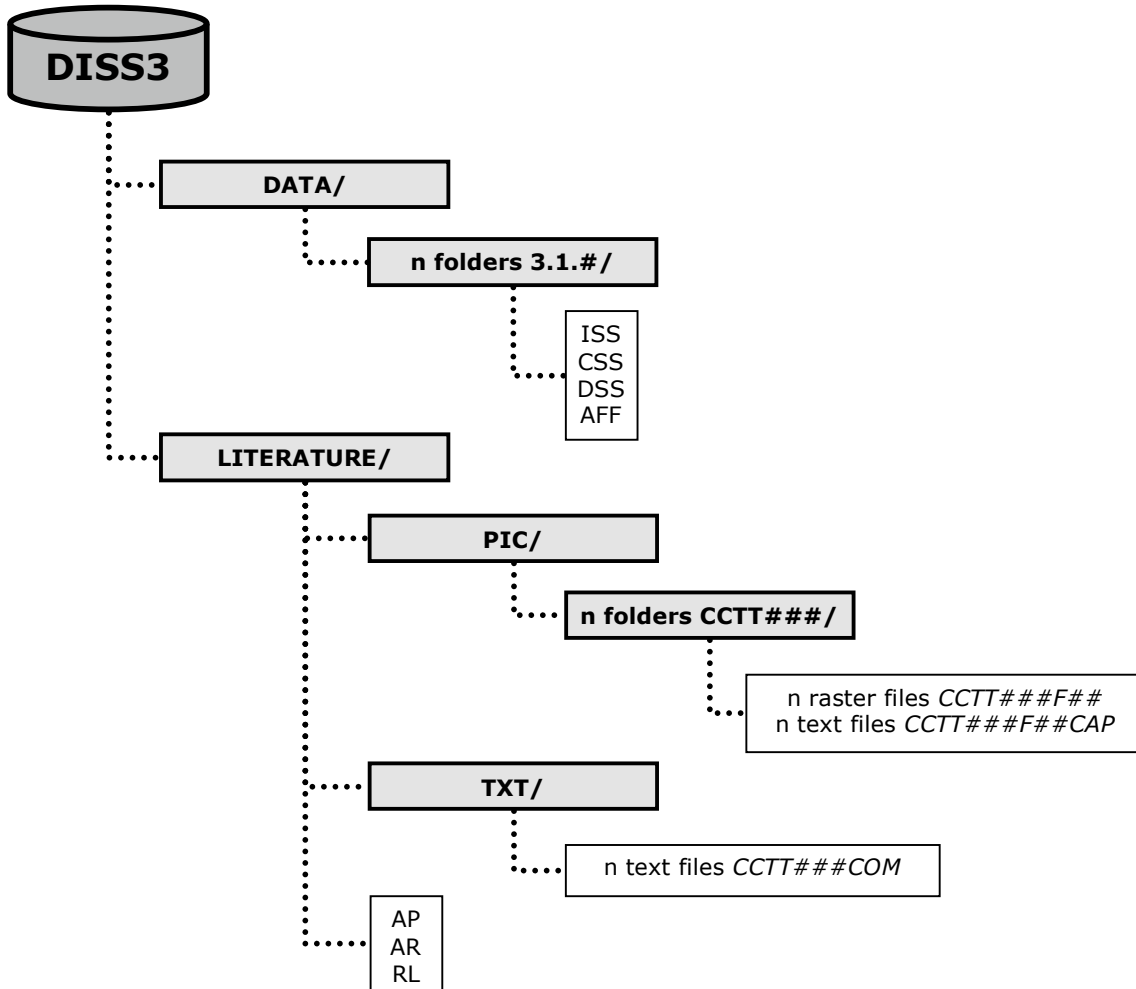 DISS3
DATA/
n folders 3.1.#/
ISS
CSS
DSS
AFF
LITERATURE/
PIC/
n folders CCTT###/
n raster files CCTT###F##
n text files CCTT###F##CAP
TXT/
n text files CCTT###COM
AP
AR
RL